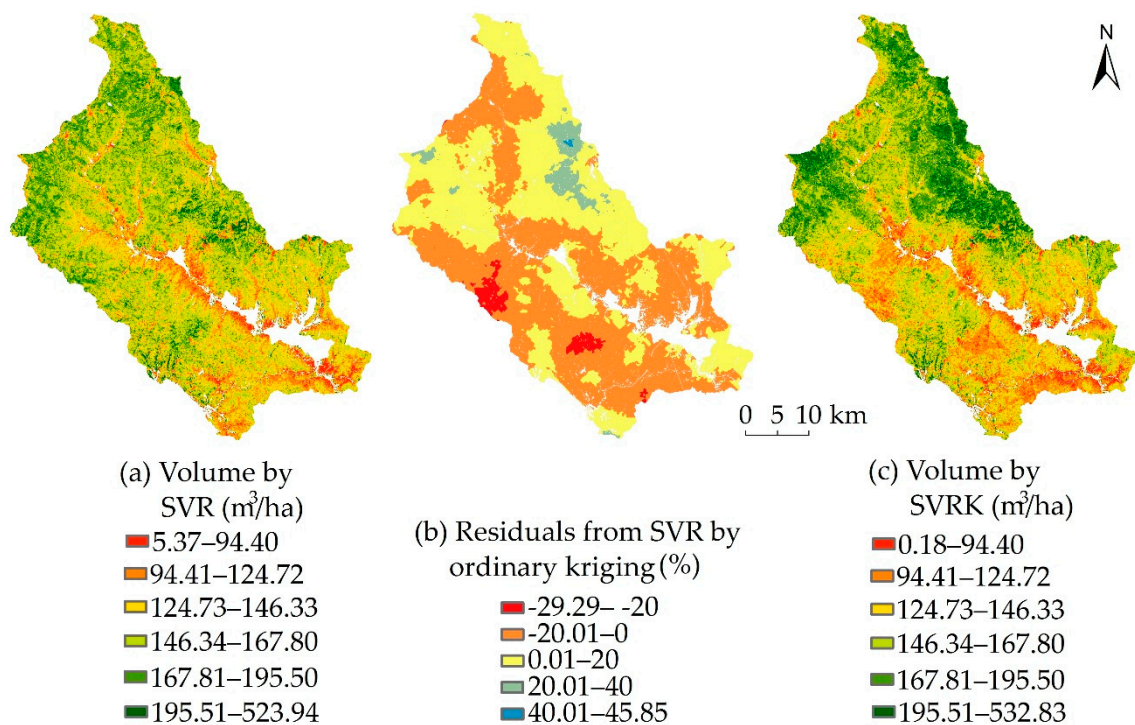 N
0 5 10 km
(a) Volume by
SVR (m³/ha)
5.37–94.40
94.41–124.72
124.73–146.33
146.34–167.80
167.81–195.50
195.51–523.94
(b) Residuals from SVR by
ordinary kriging (%)
-29.29– -20
-20.01–0
0.01–20
20.01–40
40.01–45.85
(c) Volume by
SVRK (m³/ha)
0.18–94.40
94.41–124.72
124.73–146.33
146.34–167.80
167.81–195.50
195.51–532.83